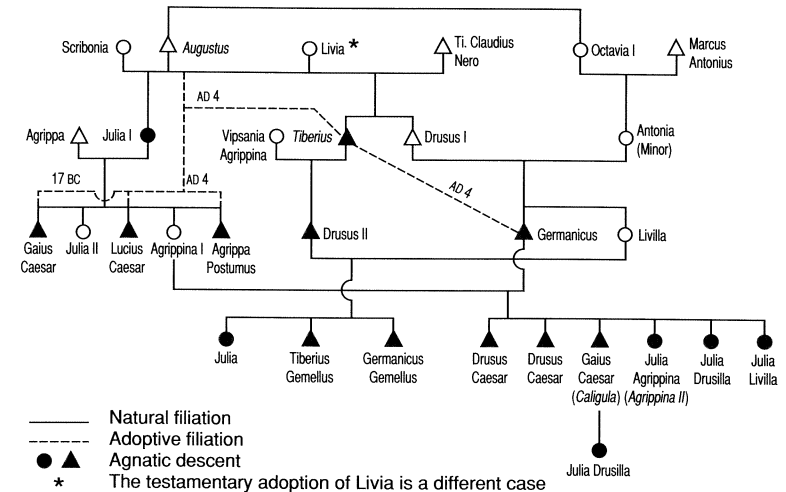 Scribonia
Augustus
Livia *
Ti. Claudius
Nero
Octavia I
Marcus
Antonius
AD 4
Agrippa
Julia I
Vipsania
Agrippina
Tiberius
Drusus I
Antonia
(Minor)
17 BC
AD 4
AD 4
Gaius
Caesar
Julia II
Lucius
Caesar
Agrippina I
Agrippa
Postumus
Drusus II
Germanicus
Livilla
Julia
Tiberius
Gemellus
Germanicus
Gemellus
Drusus
Caesar
Drusus
Caesar
Gaius
Caesar
(Caligula)
Julia
Agrippina
(Agrippina II)
Julia
Drusilla
Julia
Livilla
Julia Drusilla
Natural filiation
Adoptive filiation
Agnatic descent
* The testamentary adoption of Livia is a different case